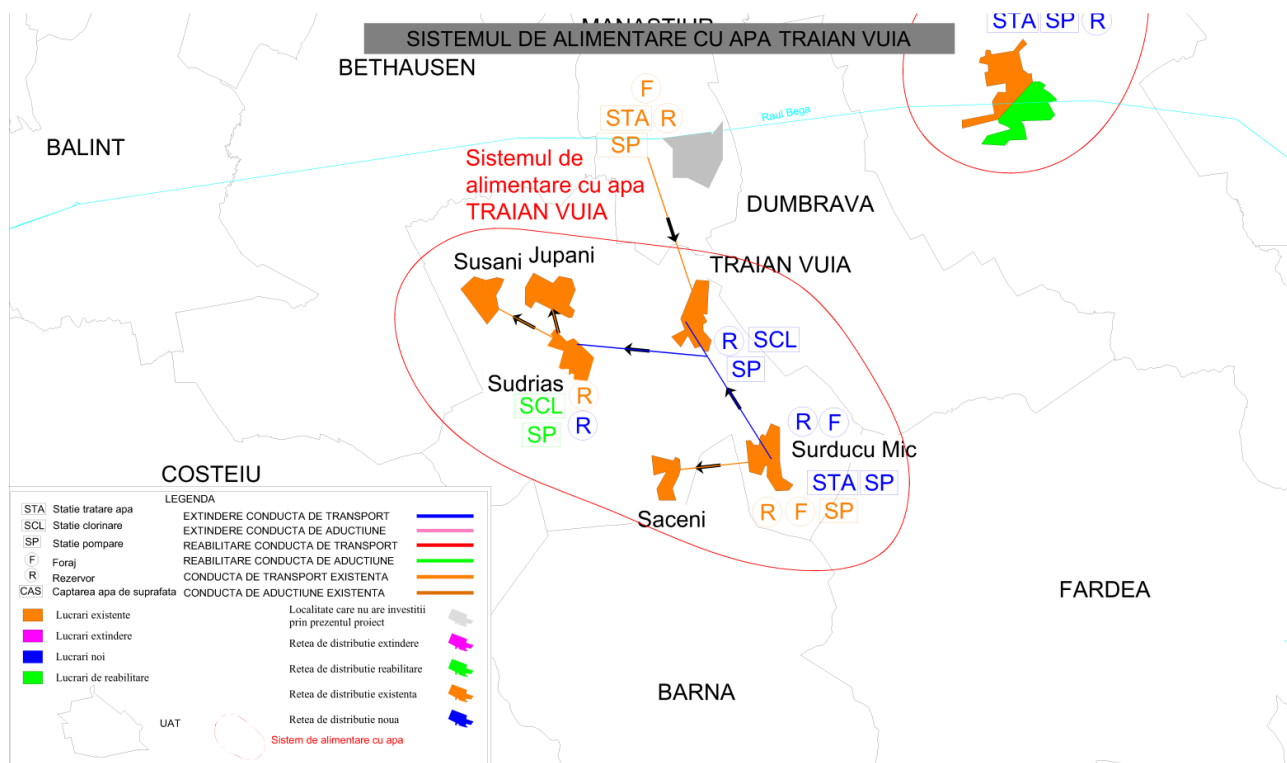 MANASTIUR
SISTEMUL DE ALIMENTARE CU APA TRAIAN VUIA
STA SP R
BETHAUSEN
F
STA R
SP
Raul Bega
BALINT
Sistemul de
alimentare cu apa
TRAIAN VUIA
DUMBRAVA
Susani
Jupani
TRAIAN VUIA
R SCL
SP
Sudrias
R
SCL
R
SP
R F
Surducu Mic
STA SP
R F SP
Saceni
COSTEIU
FARDEA
BARNA
LEGENDA
STA Statie tratare apa
SCL Statie clorinare
SP Statie pompare
F Foraj
R Rezervor
CAS Captarea apa de suprafata
EXTINDERE CONDUCTA DE TRANSPORT
EXTINDERE CONDUCTA DE ADUCTIUNE
REABILITARE CONDUCTA DE TRANSPORT
REABILITARE CONDUCTA DE ADUCTIUNE
CONDUCTA DE TRANSPORT EXISTENTA
CONDUCTA DE ADUCTIUNE EXISTENTA
Lucrari existente
Lucrari extindere
Lucrari noi
Lucrari de reabilitare
Localitate care nu are investitii
prin prezentul proiect
Retea de distributie extindere
Retea de distributie reabilitare
Retea de distributie existenta
Retea de distributie noua
UAT
Sistem de alimentare cu apa